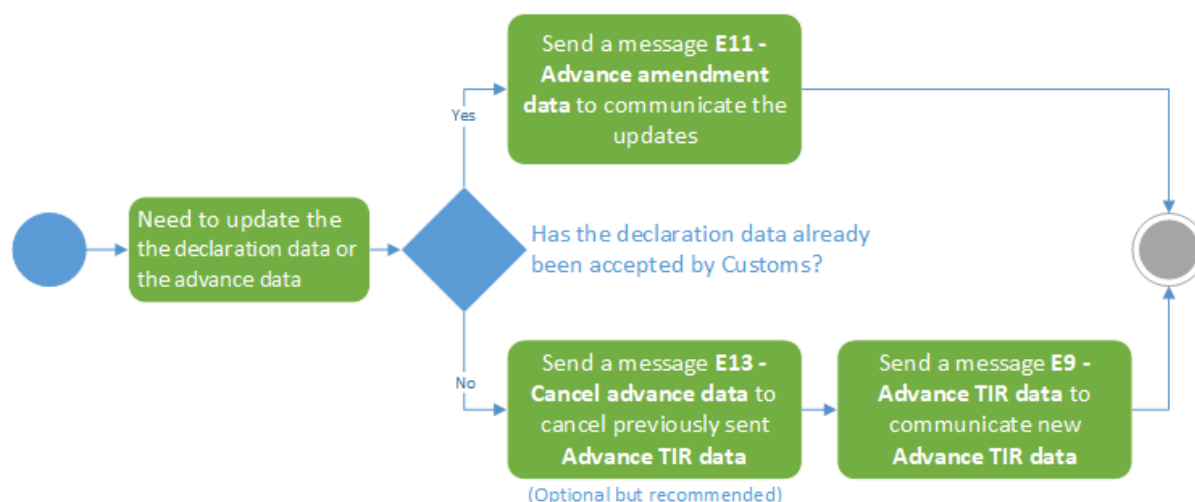 Send a message E11 -
Advance amendment
data to communicate the
updates
Yes
Need to update the
the declaration data or
the advance data
Has the declaration data already
been accepted by Customs?
No
Send a message E13 -
Cancel advance data to
cancel previously sent
Advance TIR data
(Optional but recommended)
Send a message E9 -
Advance TIR data to
communicate new
Advance TIR data